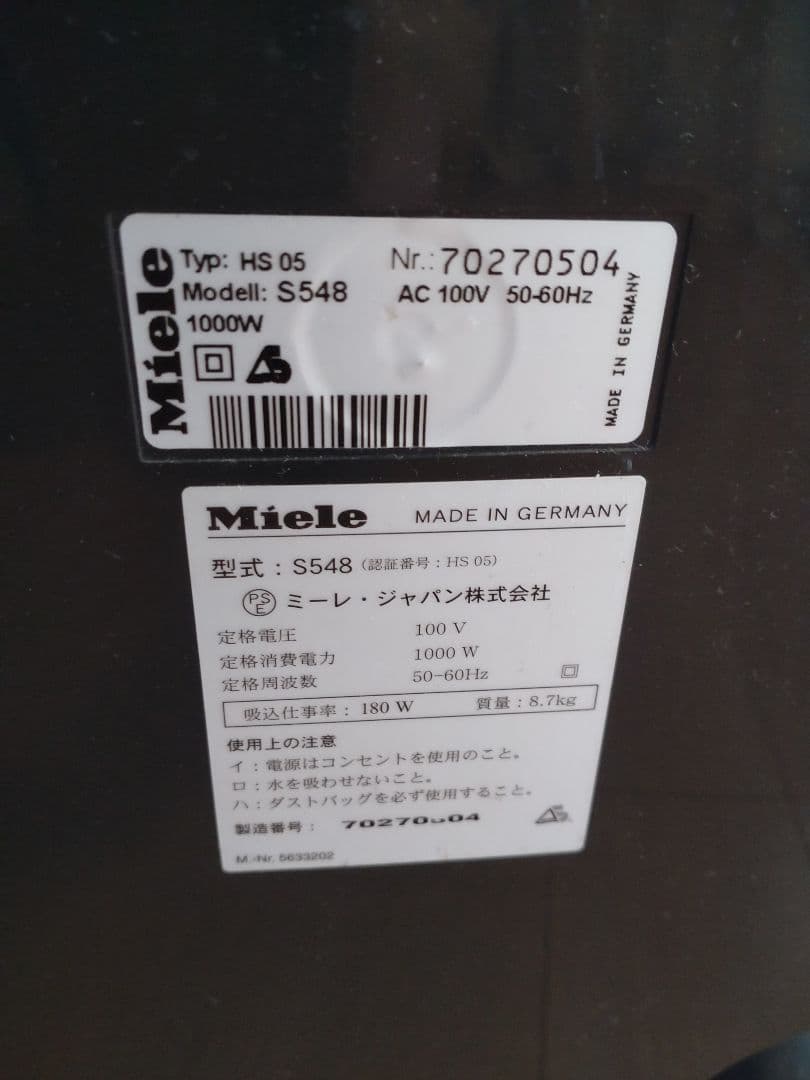 Miele
Typ: HS 05 Nr.: 70270504
Modell: S548 AC 100V 50-60Hz
1000W
MADE IN GERMANY
Miele MADE IN GERMANY
型式：S548（認証番号：HS 05）
PSE ミーレ・ジャパン株式会社
定格電圧 100 V
定格消費電力 1000 W
定格周波数 50-60Hz
吸込仕事率：180 W 質量：8.7kg
使用上の注意
イ：電源はコンセントを使用のこと。
ロ：水を吸わせないこと。
ハ：ダストバッグを必ず使用すること。
製造番号： 70270504
M.-Nr. 5633202